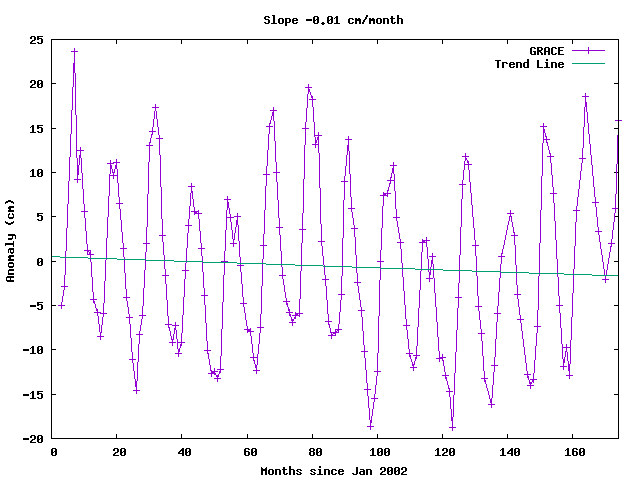 Slope -0.01 cm/month
GRACE
Trend Line
25
20
15
10
5
0
-5
-10
-15
-20
Anomaly (cm)
0 20 40 60 80 100 120 140 160
Months since Jan 2002